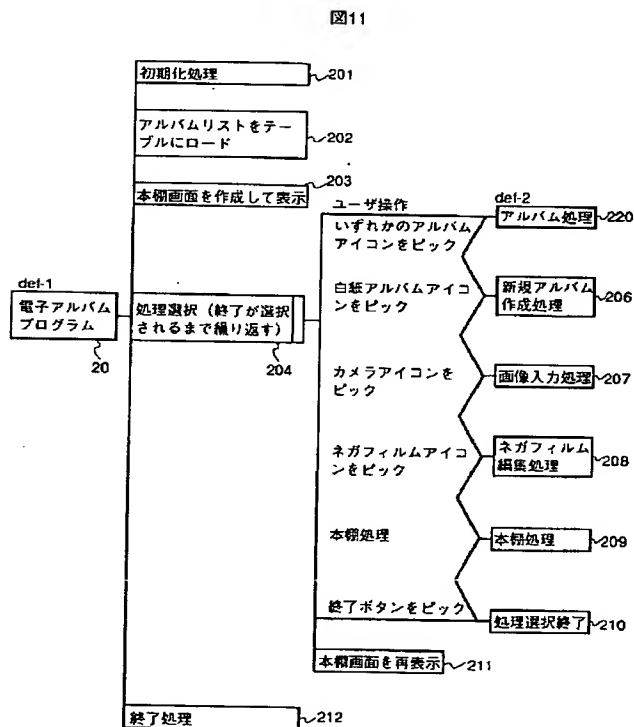 図11
初期化処理
201
アルバムリストをテー
ブルにロード
202
203
本棚画面を作成して表示
def-1
電子アルバム
プログラム
20
処理選択（終了が選択
されるまで繰り返す）
204
ユーザ操作
いずれかのアルバム
アイコンをピック
def-2
アルバム処理
220
白紙アルバムアイコ
ンをピック
新規アルバム
作成処理
206
カメラアイコンを
ピック
画像入力処理
207
ネガフィルムアイコ
ンをピック
ネガフィルム
編集処理
208
本棚処理
本棚処理
209
終了ボタンをピック
処理選択終了
210
本棚画面を再表示
211
終了処理
212